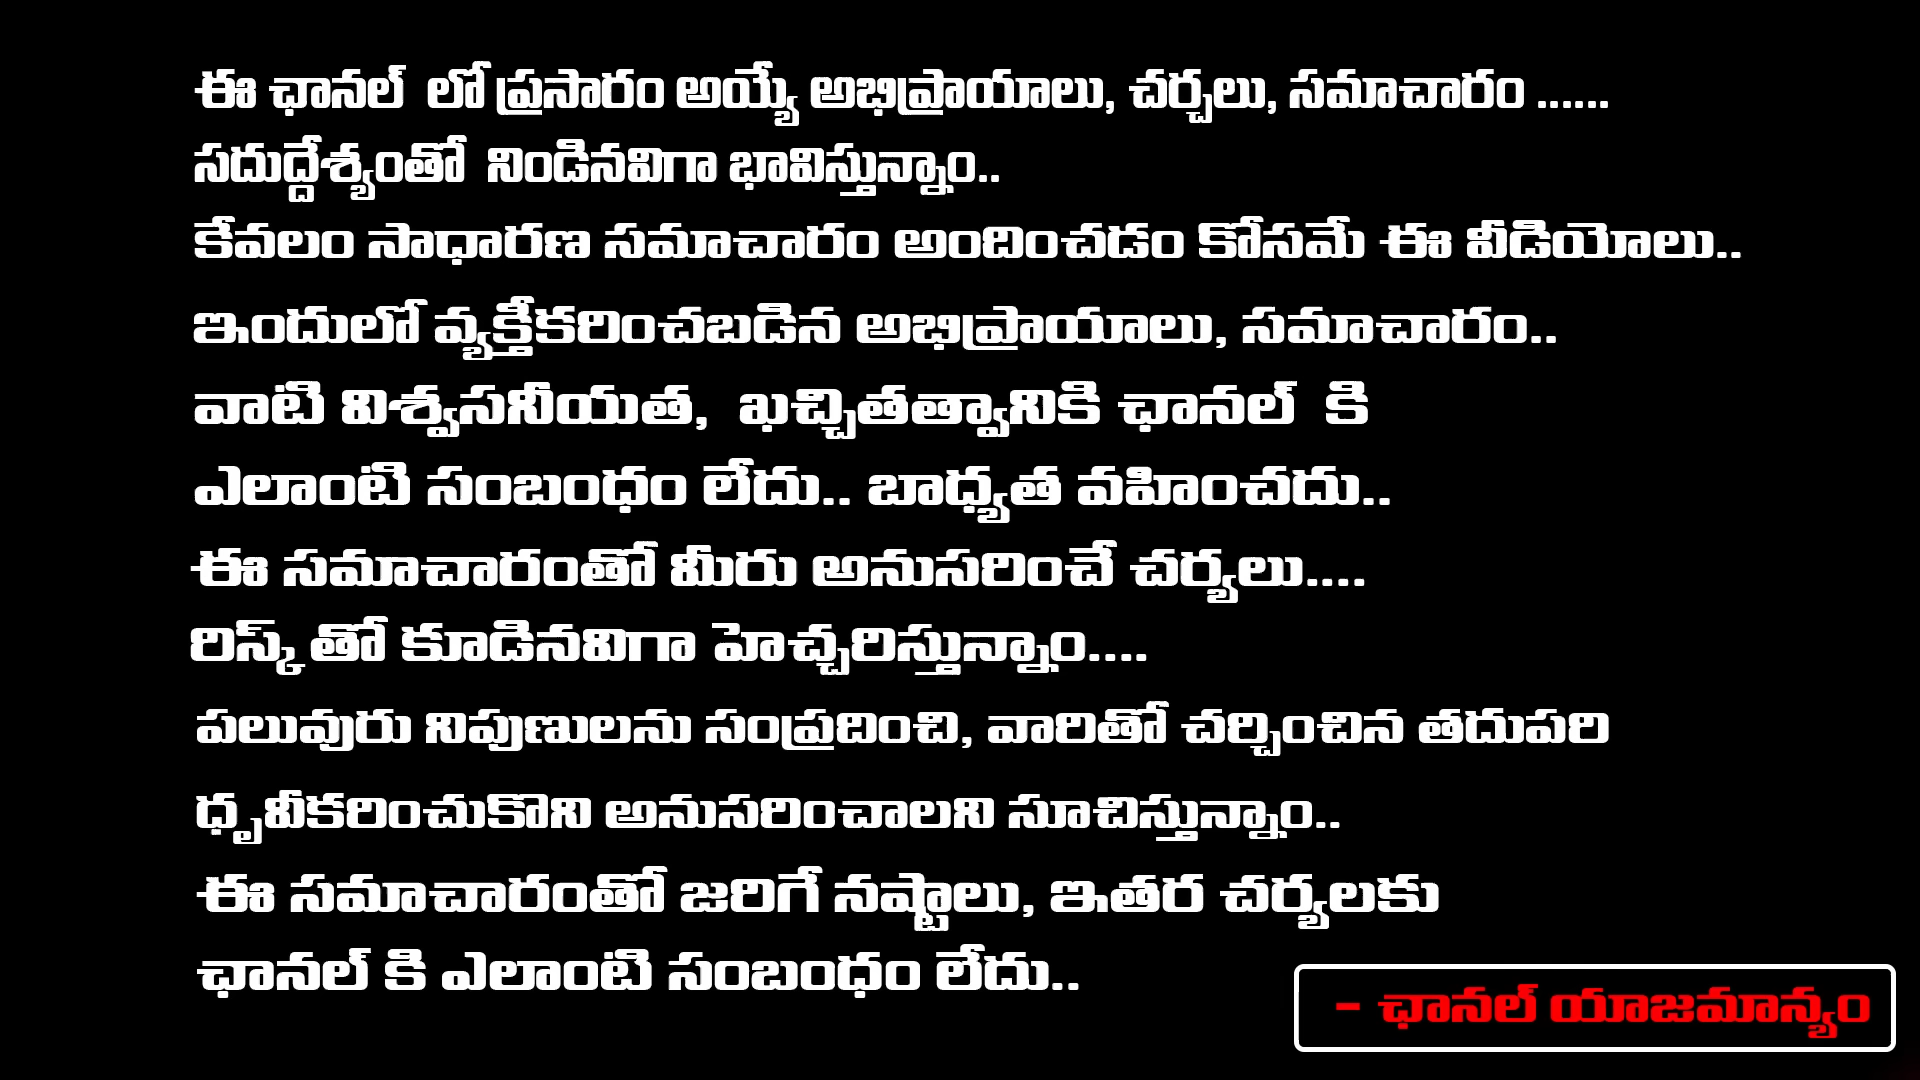 ఈ ఛానల్ లో ప్రసారం అయ్యే అభిప్రాయాలు, చర్చలు, సమాచారం ......
సదుద్దేశ్యంతో నిండినవిగా భావిస్తున్నాం..
కేవలం సాధారణ సమాచారం అందించడం కోసమే ఈ వీడియోలు..
ఇందులో వ్యక్తీకరించబడిన అభిప్రాయాలు, సమాచారం..
వాటి విశ్వసనీయత, ఖచ్చితత్వానికి ఛానల్ కి
ఎలాంటి సంబంధం లేదు.. బాధ్యత వహించదు..
ఈ సమాచారంతో మీరు అనుసరించే చర్యలు....
రిస్క్ తో కూడినవిగా హెచ్చరిస్తున్నాం....
పలువురు నిపుణులను సంప్రదించి, వారితో చర్చించిన తదుపరి
ధృవీకరించుకొని అనుసరించాలని సూచిస్తున్నాం..
ఈ సమాచారంతో జరిగే నష్టాలు, ఇతర చర్యలకు
ఛానల్ కి ఎలాంటి సంబంధం లేదు..
- ఛానల్ యాజమాన్యం